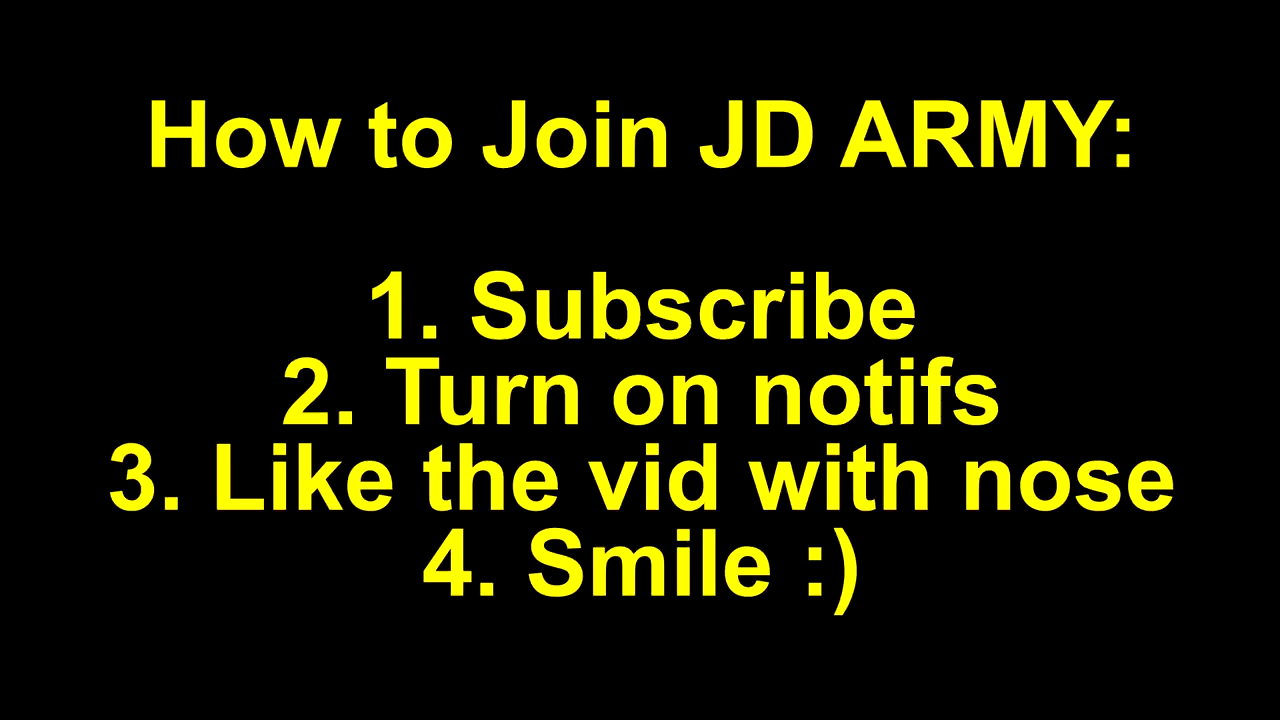 How to Join JD ARMY:
1. Subscribe
2. Turn on notifs
3. Like the vid with nose
4. Smile :)